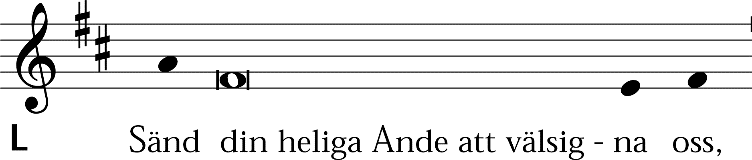 L Sänd din heliga Ande att välsig - na oss,